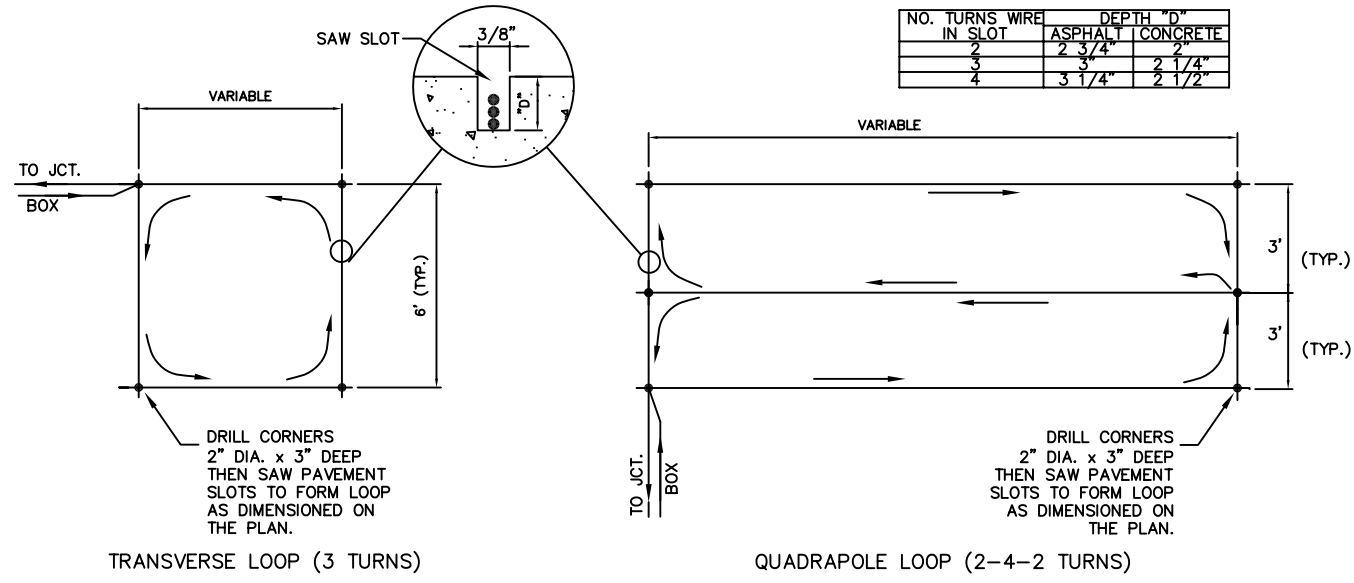 NO. TURNS WIRE IN SLOT | DEPTH "D"
ASPHALT | CONCRETE
2 | 2 3/4" | 2"
3 | 3" | 2 1/4"
4 | 3 1/4" | 2 1/2"
SAW SLOT
3/8"
"D"
VARIABLE
TO JCT.
BOX
6' (TYP.)
DRILL CORNERS
2" DIA. x 3" DEEP
THEN SAW PAVEMENT
SLOTS TO FORM LOOP
AS DIMENSIONED ON
THE PLAN.
TRANSVERSE LOOP (3 TURNS)
VARIABLE
3'
(TYP.)
3'
(TYP.)
TO JCT.
BOX
DRILL CORNERS
2" DIA. x 3" DEEP
THEN SAW PAVEMENT
SLOTS TO FORM LOOP
AS DIMENSIONED ON
THE PLAN.
QUADRAPOLE LOOP (2-4-2 TURNS)